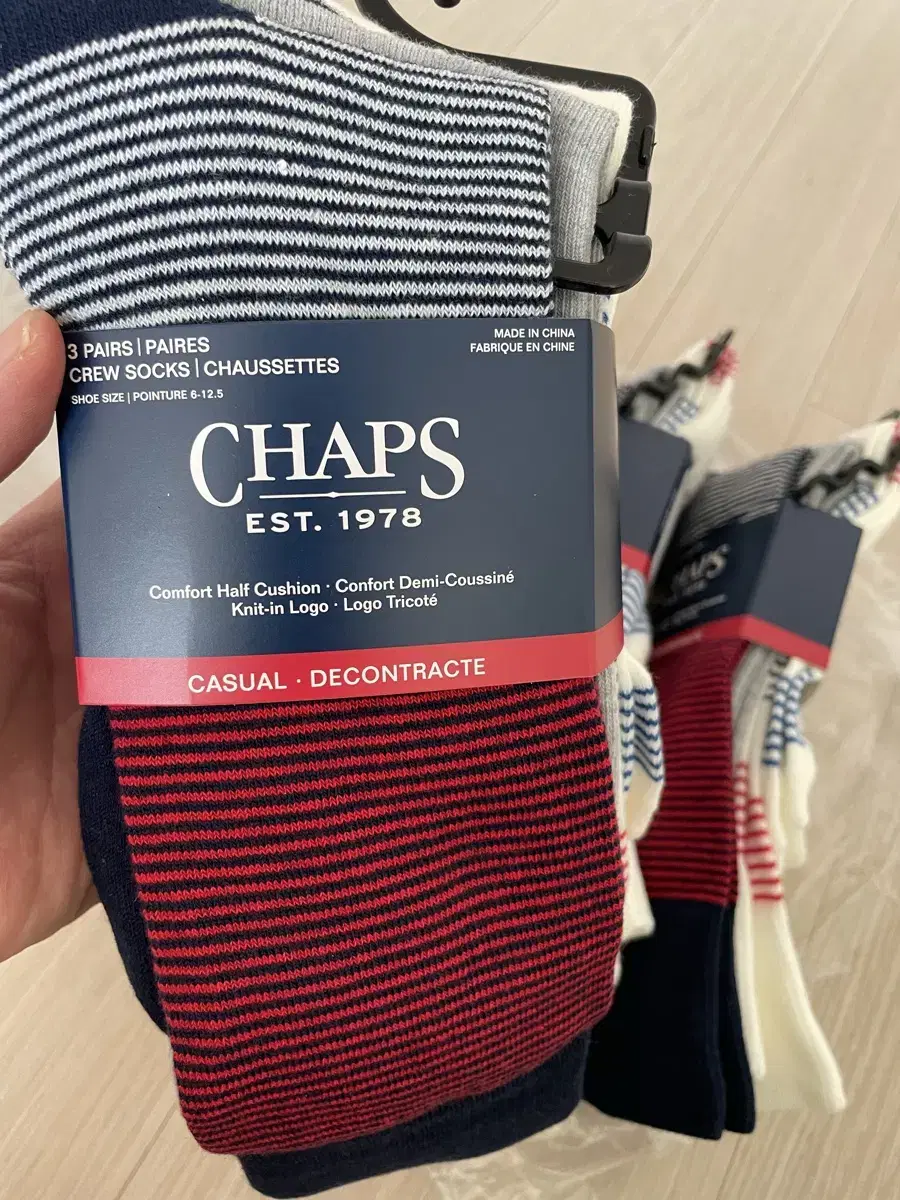 3 PAIRS | PAIRES
CREW SOCKS | CHAUSSETTES
SHOE SIZE | POINTURE 6-12.5
MADE IN CHINA
FABRIQUE EN CHINE
CHAPS
EST. 1978
Comfort Half Cushion · Confort Demi-Coussiné
Knit-in Logo · Logo Tricoté
CASUAL · DECONTRACTE
CHAPS